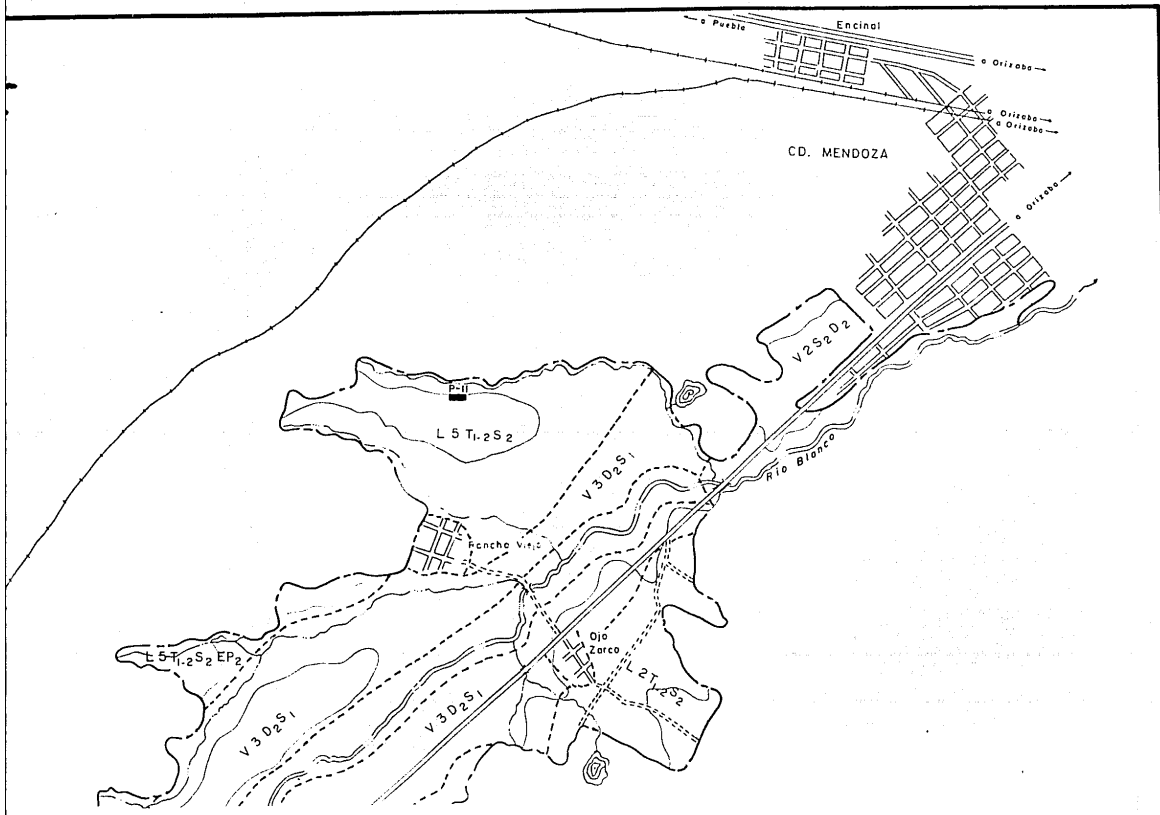 a Puebla
Encinal
a Orizaba
a Orizaba
a Orizaba
CD. MENDOZA
a Orizaba
V 2 S₂ D₂
P-11
L 5 T₁₋₂ S₂
V 3 D₂ S₁
Río Blanco
Rancho Viejo
Ojo
Zarco
L 5 T₁₋₂ S₂ EP₂
L 2 T₁₋₂ S₂
V 3 D₂ S₁
V 3 D₂ S₁